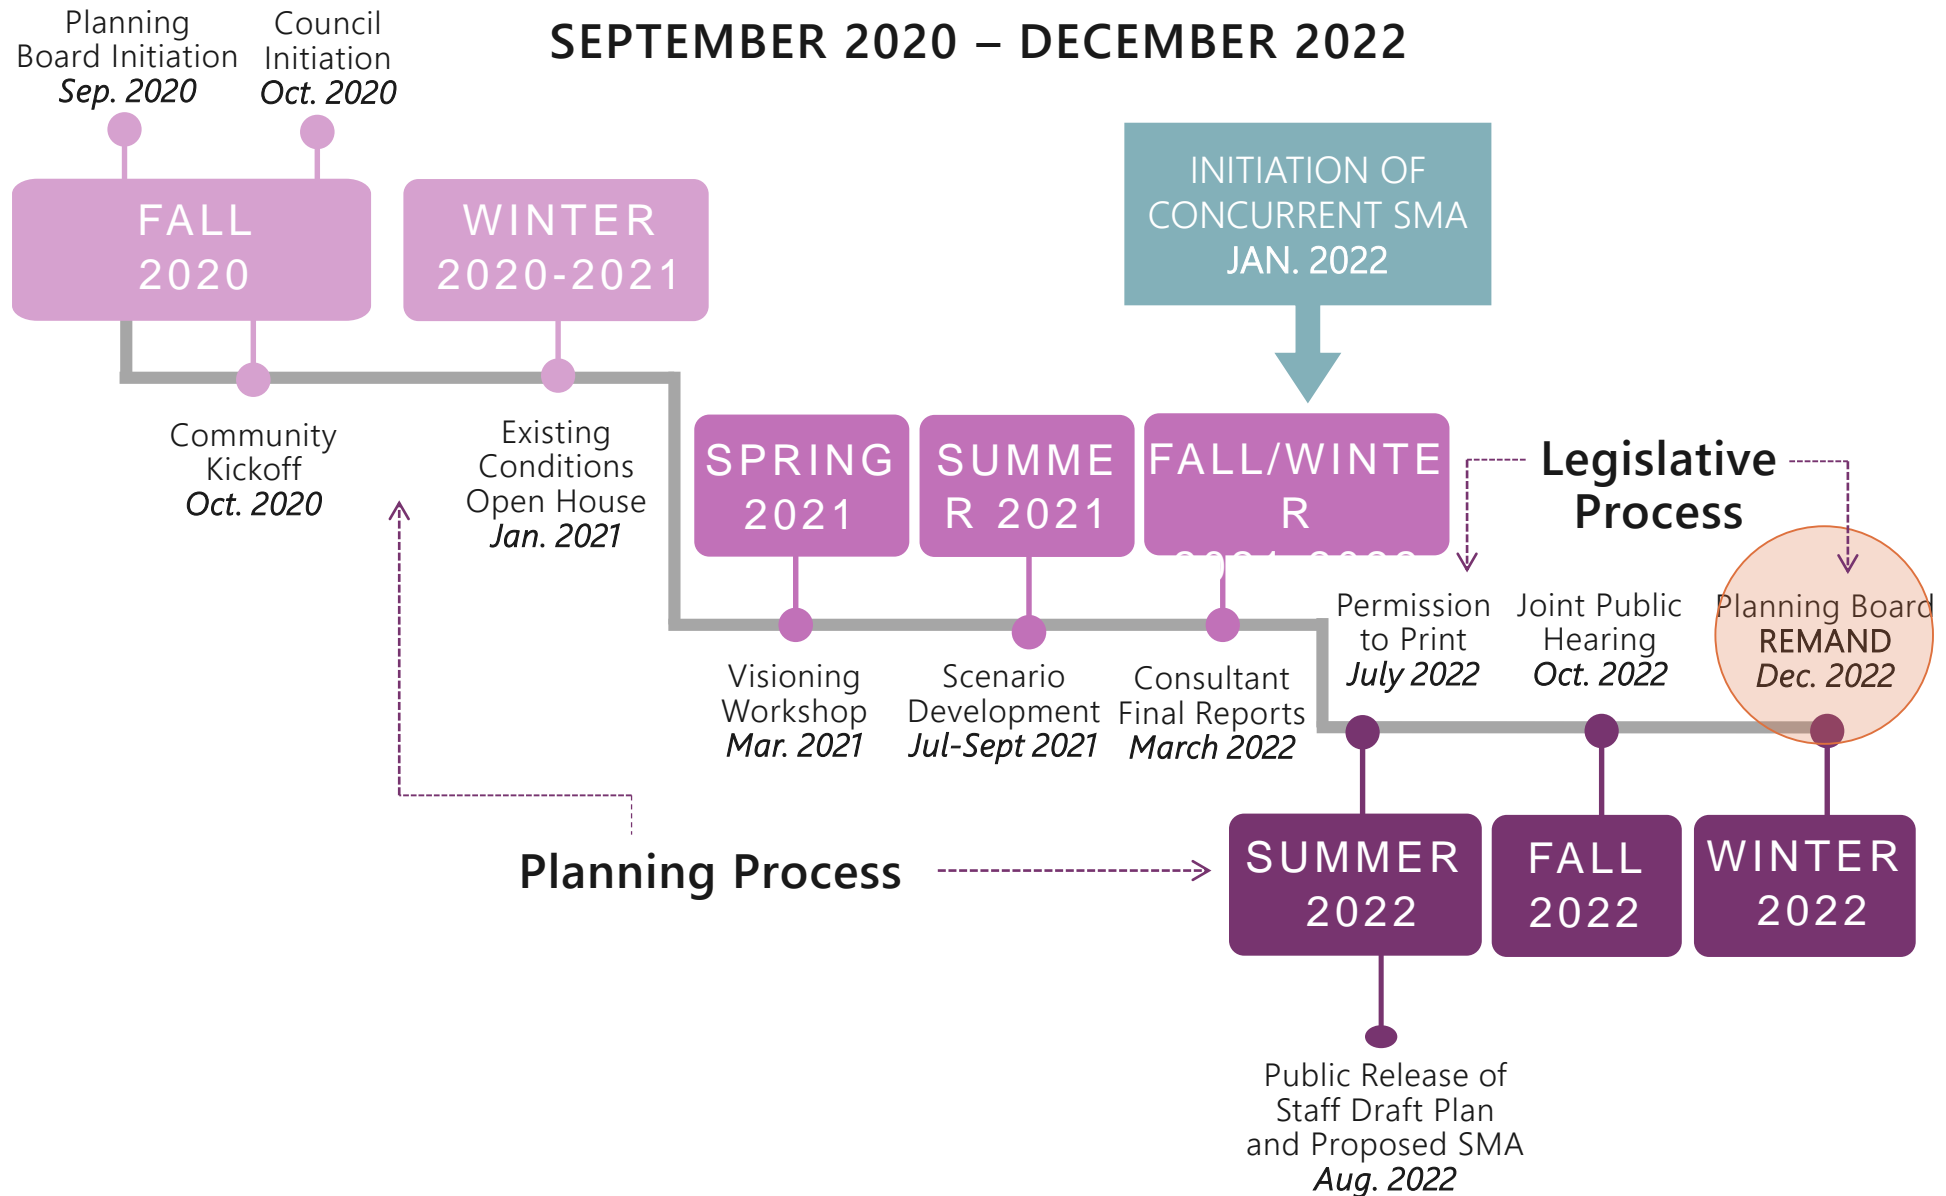 SEPTEMBER 2020 – DECEMBER 2022
Planning
Board Initiation
Sep. 2020
Council
Initiation
Oct. 2020
FALL
2020
WINTER
2020-2021
INITIATION OF
CONCURRENT SMA
JAN. 2022
Community
Kickoff
Oct. 2020
Existing
Conditions
Open House
Jan. 2021
SPRING
2021
SUMME
R 2021
FALL/WINTE
R
Legislative
Process
Visioning
Workshop
Mar. 2021
Scenario
Development
Jul-Sept 2021
Consultant
Final Reports
March 2022
Permission
to Print
July 2022
Joint Public
Hearing
Oct. 2022
Planning Board
REMAND
Dec. 2022
Planning Process
SUMMER
2022
FALL
2022
WINTER
2022
Public Release of
Staff Draft Plan
and Proposed SMA
Aug. 2022